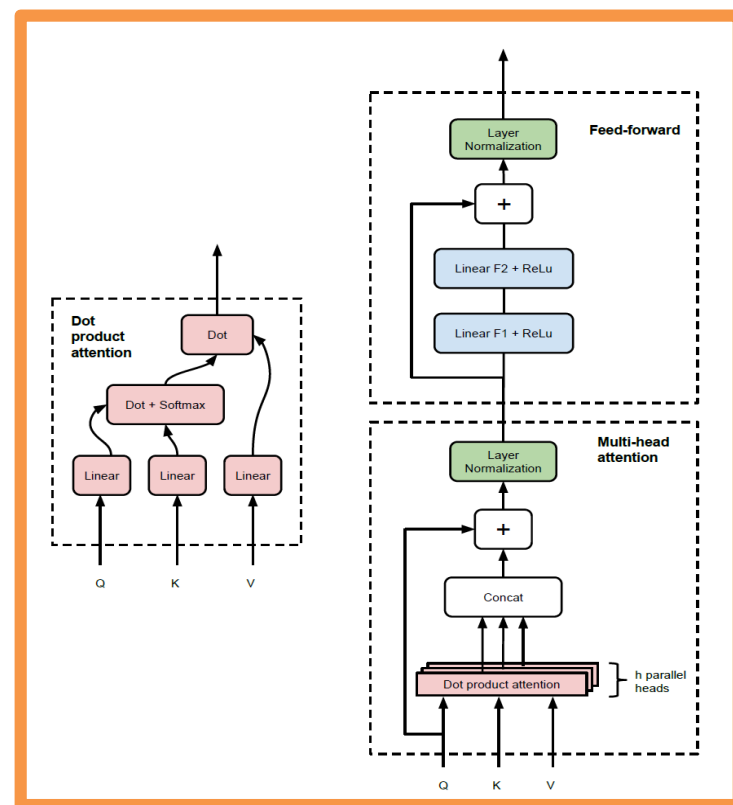 Dot
product
attention
Dot
Dot + Softmax
Linear
Linear
Linear
Q
K
V
Feed-forward
Layer
Normalization
+
Linear F2 + ReLu
Linear F1 + ReLu
Multi-head
attention
Layer
Normalization
+
Concat
Dot product attention
h parallel
heads
Q
K
V